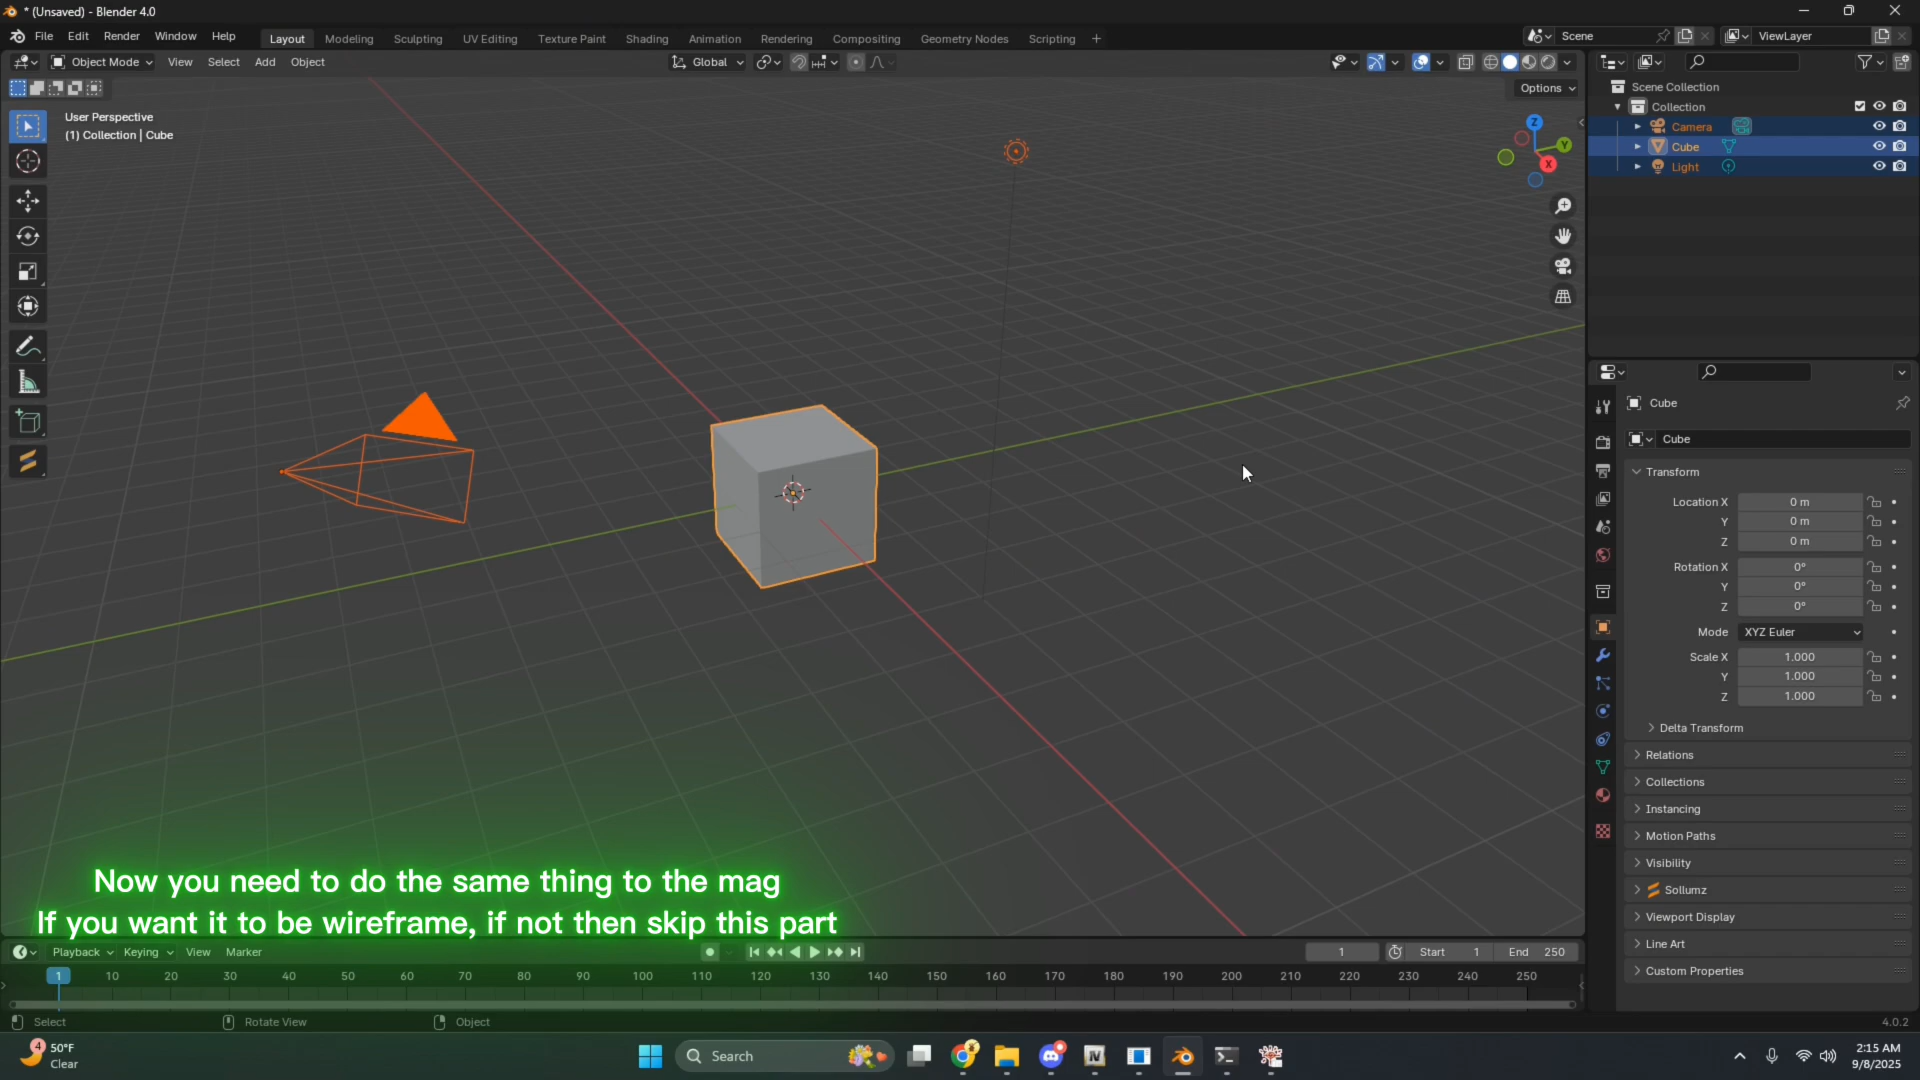 * (Unsaved) - Blender 4.0
File Edit Render Window Help
Layout Modeling Sculpting UV Editing Texture Paint Shading Animation Rendering Compositing Geometry Nodes Scripting +
Scene
ViewLayer
Object Mode View Select Add Object
Global
Options
User Perspective
(1) Collection | Cube
Z
Y
X
Scene Collection
Collection
Camera
Cube
Light
Cube
Cube
Transform
Location X 0 m
Y 0 m
Z 0 m
Rotation X 0°
Y 0°
Z 0°
Mode XYZ Euler
Scale X 1.000
Y 1.000
Z 1.000
Delta Transform
Relations
Collections
Instancing
Motion Paths
Visibility
Sollumz
Viewport Display
Line Art
Custom Properties
Now you need to do the same thing to the mag
If you want it to be wireframe, if not then skip this part
Playback Keying View Marker
1 Start 1 End 250
1 10 20 30 40 50 60 70 80 90 100 110 120 130 140 150 160 170 180 190 200 210 220 230 240 250
Select Rotate View Object
4.0.2
4
50°F
Clear
Search
2:15 AM
9/8/2025